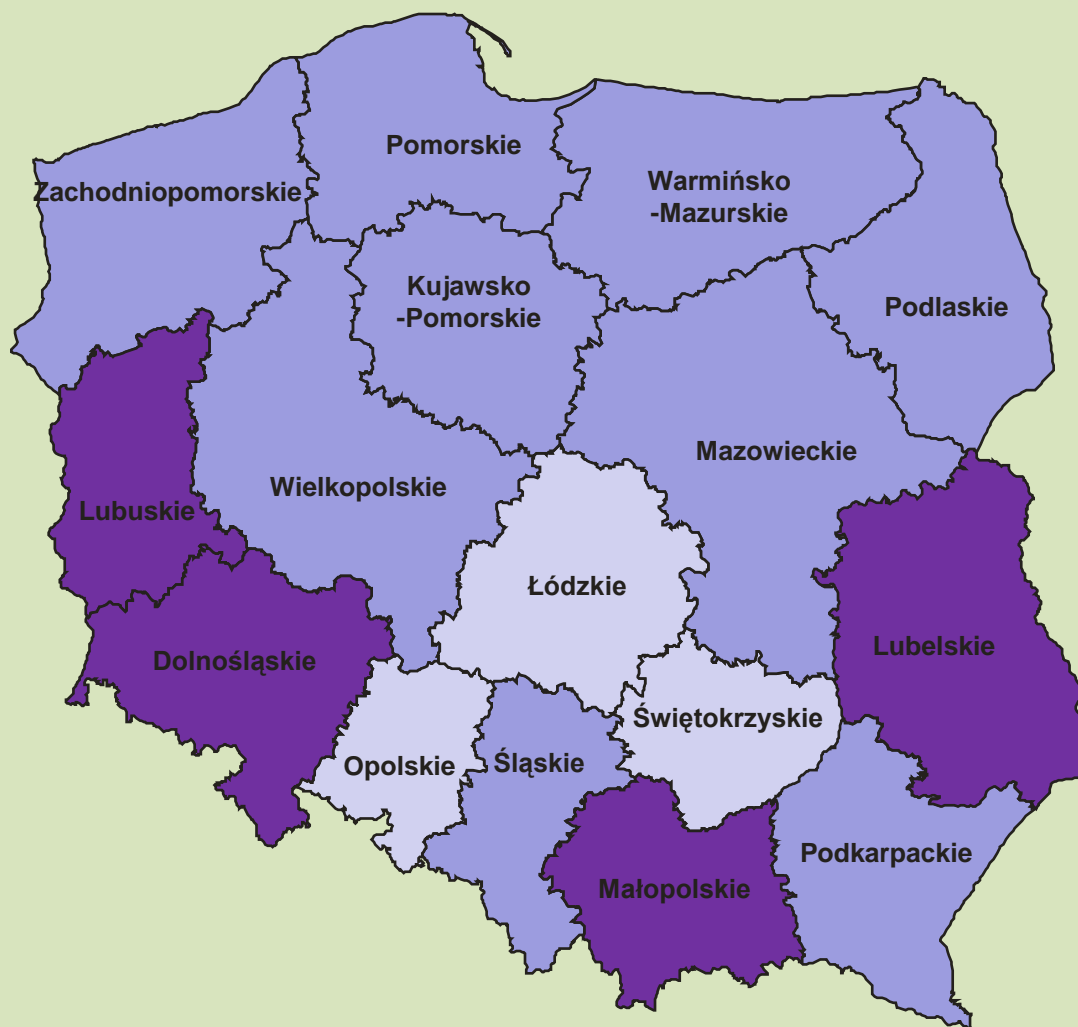 Pomorskie
Zachodniopomorskie
Warmińsko
-Mazurskie
Kujawsko
-Pomorskie
Podlaskie
Mazowieckie
Wielkopolskie
Lubuskie
Łódzkie
Lubelskie
Dolnośląskie
Świętokrzyskie
Opolskie
Śląskie
Podkarpackie
Małopolskie